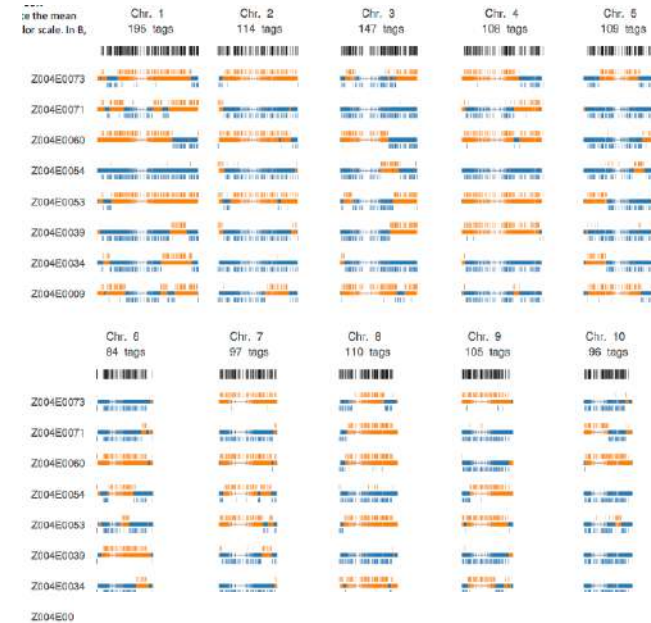 te the mean
lor scale. In B,
Chr. 1 Chr. 2 Chr. 3 Chr. 4 Chr. 5
195 tags 114 tags 147 tags 108 tags 109 tags
Z004E0073
Z004E0071
Z004E0060
Z004E0054
Z004E0053
Z004E0039
Z004E0034
Z004E0009
Chr. 6 Chr. 7 Chr. 8 Chr. 9 Chr. 10
84 tags 97 tags 110 tags 105 tags 96 tags
Z004E0073
Z004E0071
Z004E0060
Z004E0054
Z004E0053
Z004E0039
Z004E0034
Z004E00